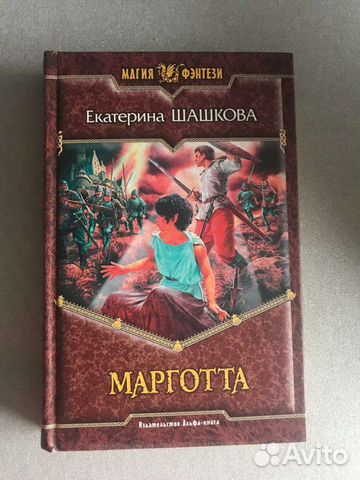 МАГИЯ ФЭНТЕЗИ
Екатерина ШАШКОВА
МАРГОТТА
Издательство Альфа-книга
Avito